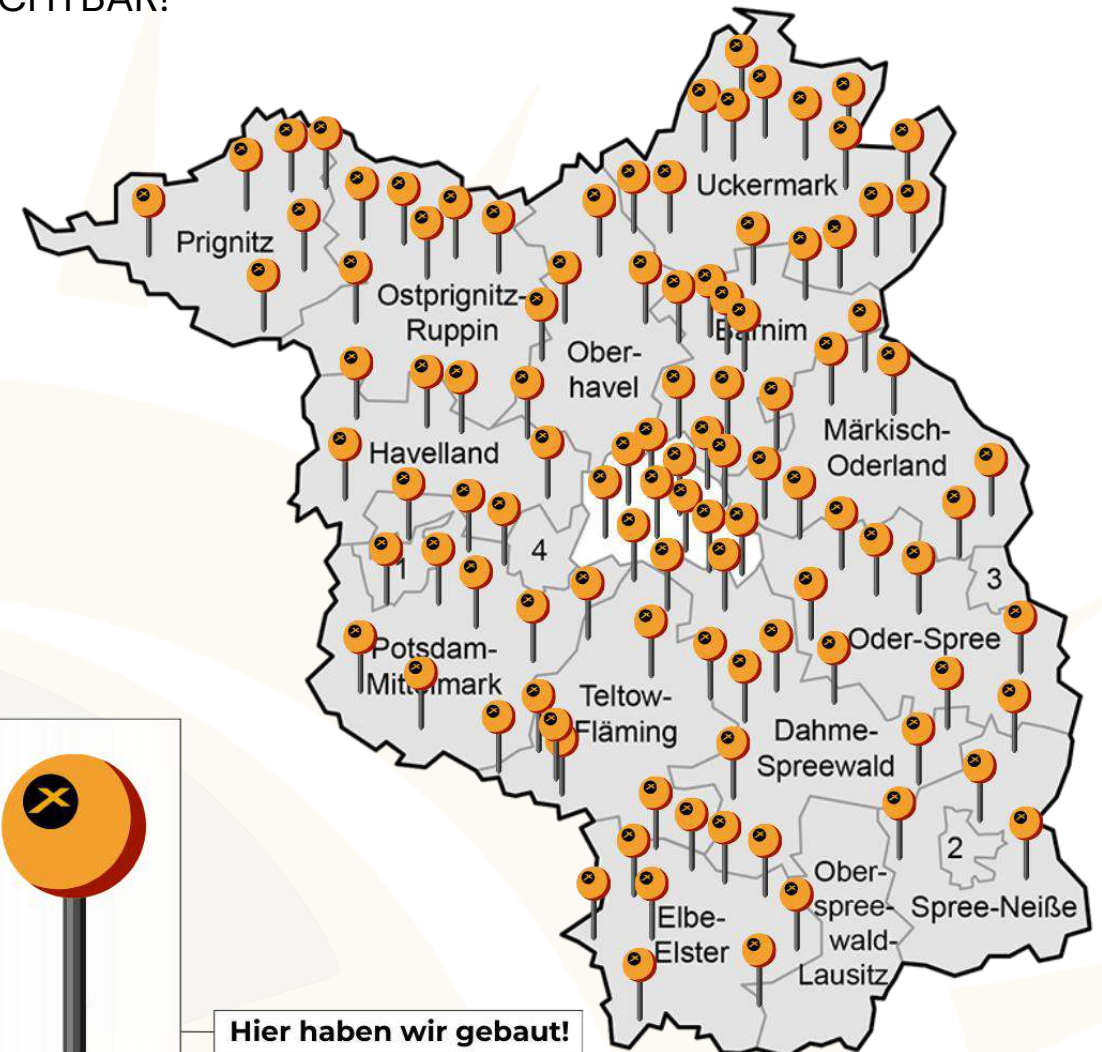 CHTBAR!
Uckermark
Prignitz
Ostprignitz-
Ruppin
Barnim
Ober-
havel
Märkisch-
Oderland
Havelland
4
1
3
Oder-Spree
Potsdam-
Mittelmark
Teltow-
Fläming
Dahme-
Spreewald
2
Ober-
spree-
wald-
Lausitz
Spree-Neiße
Elbe-
Elster
Hier haben wir gebaut!